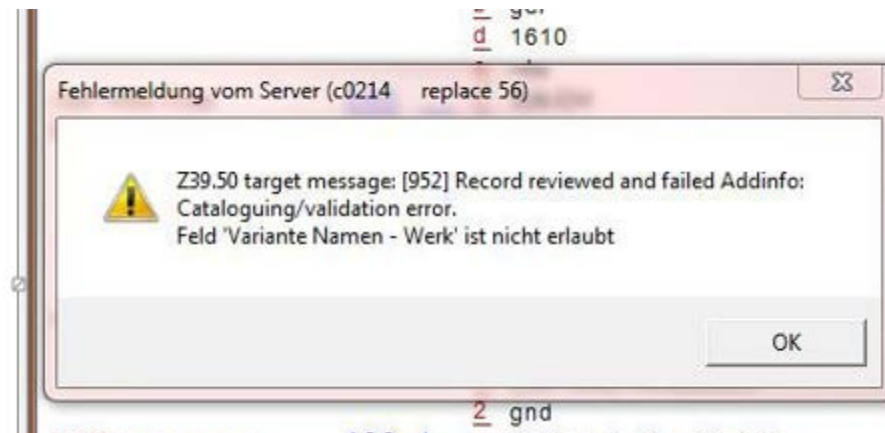 d 1610
Fehlermeldung vom Server (c0214 replace 56)
Z39.50 target message: [952] Record reviewed and failed Addinfo:
Cataloguing/validation error.
Feld 'Variante Namen - Werk' ist nicht erlaubt
OK
2 gnd